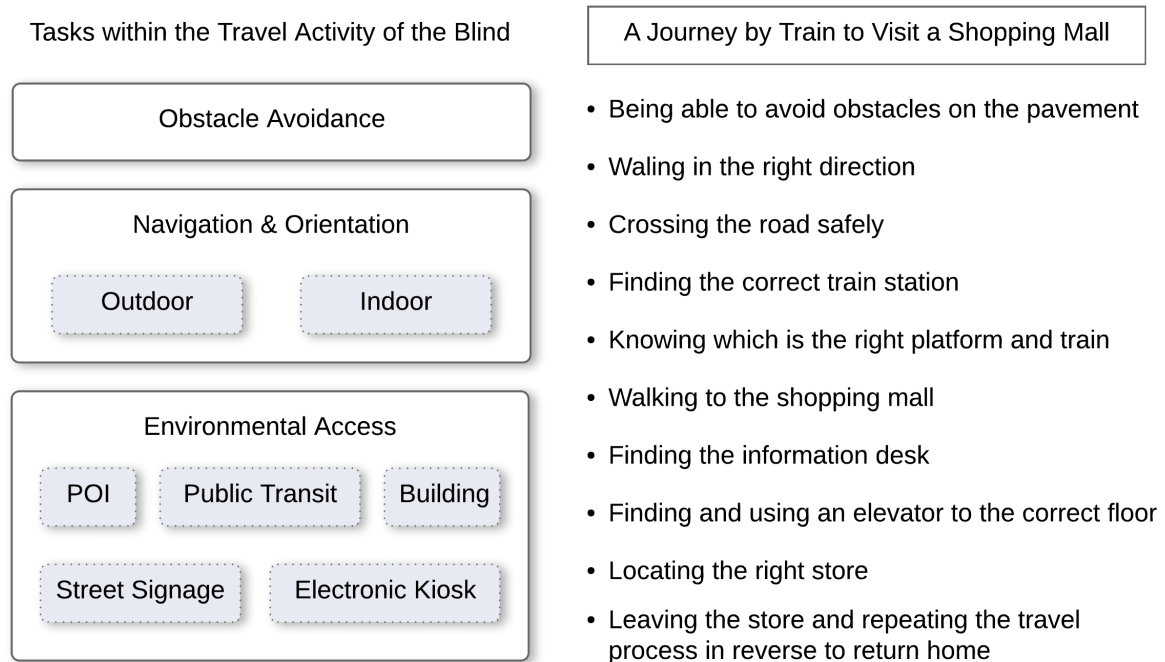 Tasks within the Travel Activity of the Blind
Obstacle Avoidance
Navigation & Orientation
Outdoor
Indoor
Environmental Access
POI
Public Transit
Building
Street Signage
Electronic Kiosk
A Journey by Train to Visit a Shopping Mall
• Being able to avoid obstacles on the pavement
• Waling in the right direction
• Crossing the road safely
• Finding the correct train station
• Knowing which is the right platform and train
• Walking to the shopping mall
• Finding the information desk
• Finding and using an elevator to the correct floor
• Locating the right store
• Leaving the store and repeating the travel
process in reverse to return home